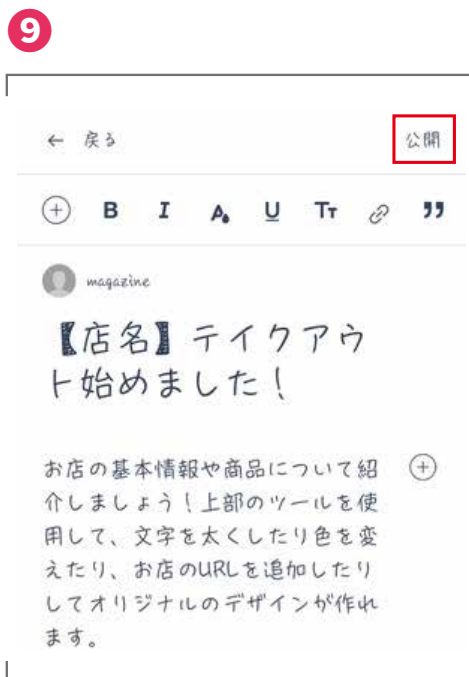 9
← 戻る 公開
B I A U TT ❞
magazine
【店名】テイクアウ
ト始めました！
お店の基本情報や商品について紹
介しましょう！上部のツールを使
用して、文字を太くしたり色を変
えたり、お店のURLを追加したり
してオリジナルのデザインが作れ
ます。